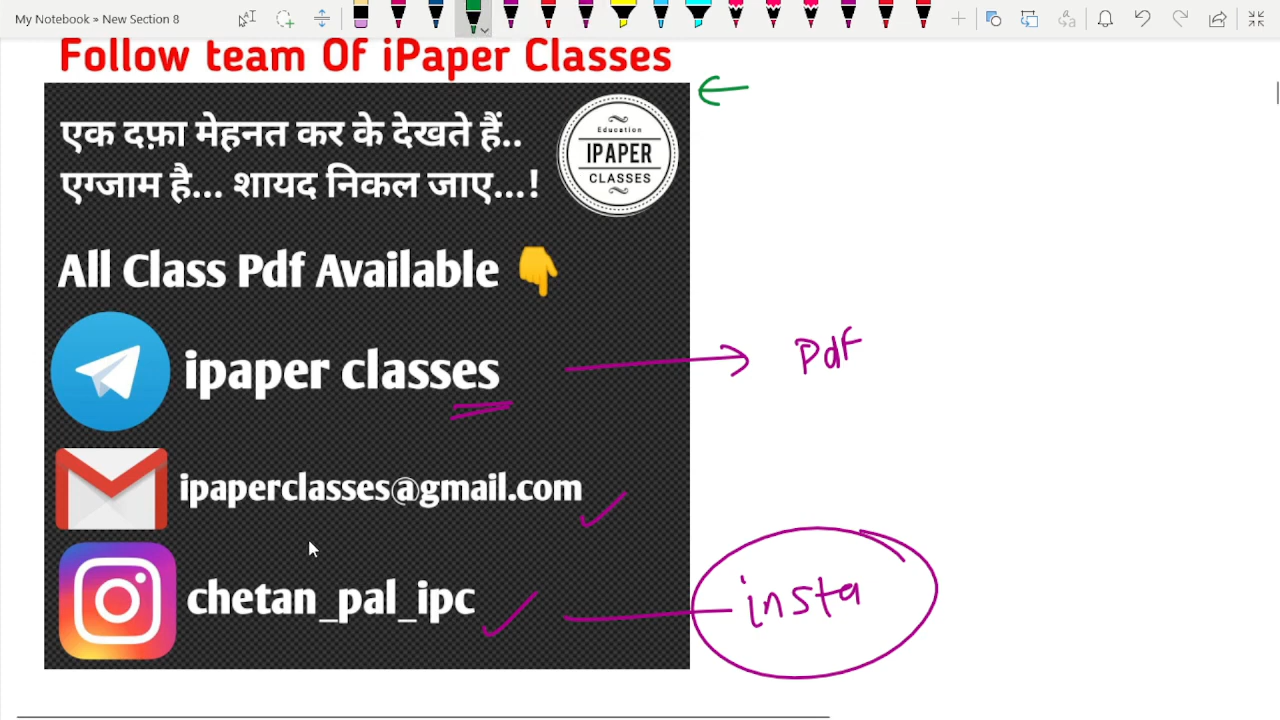 My Notebook » New Section 8
Follow team Of iPaper Classes
एक दफ़ा मेहनत कर के देखते हैं..
एग्जाम है... शायद निकल जाए...!
Education
IPAPER
CLASSES
All Class Pdf Available 👇
ipaper classes
Pdf
ipaperclasses@gmail.com
chetan_pal_ipc
insta